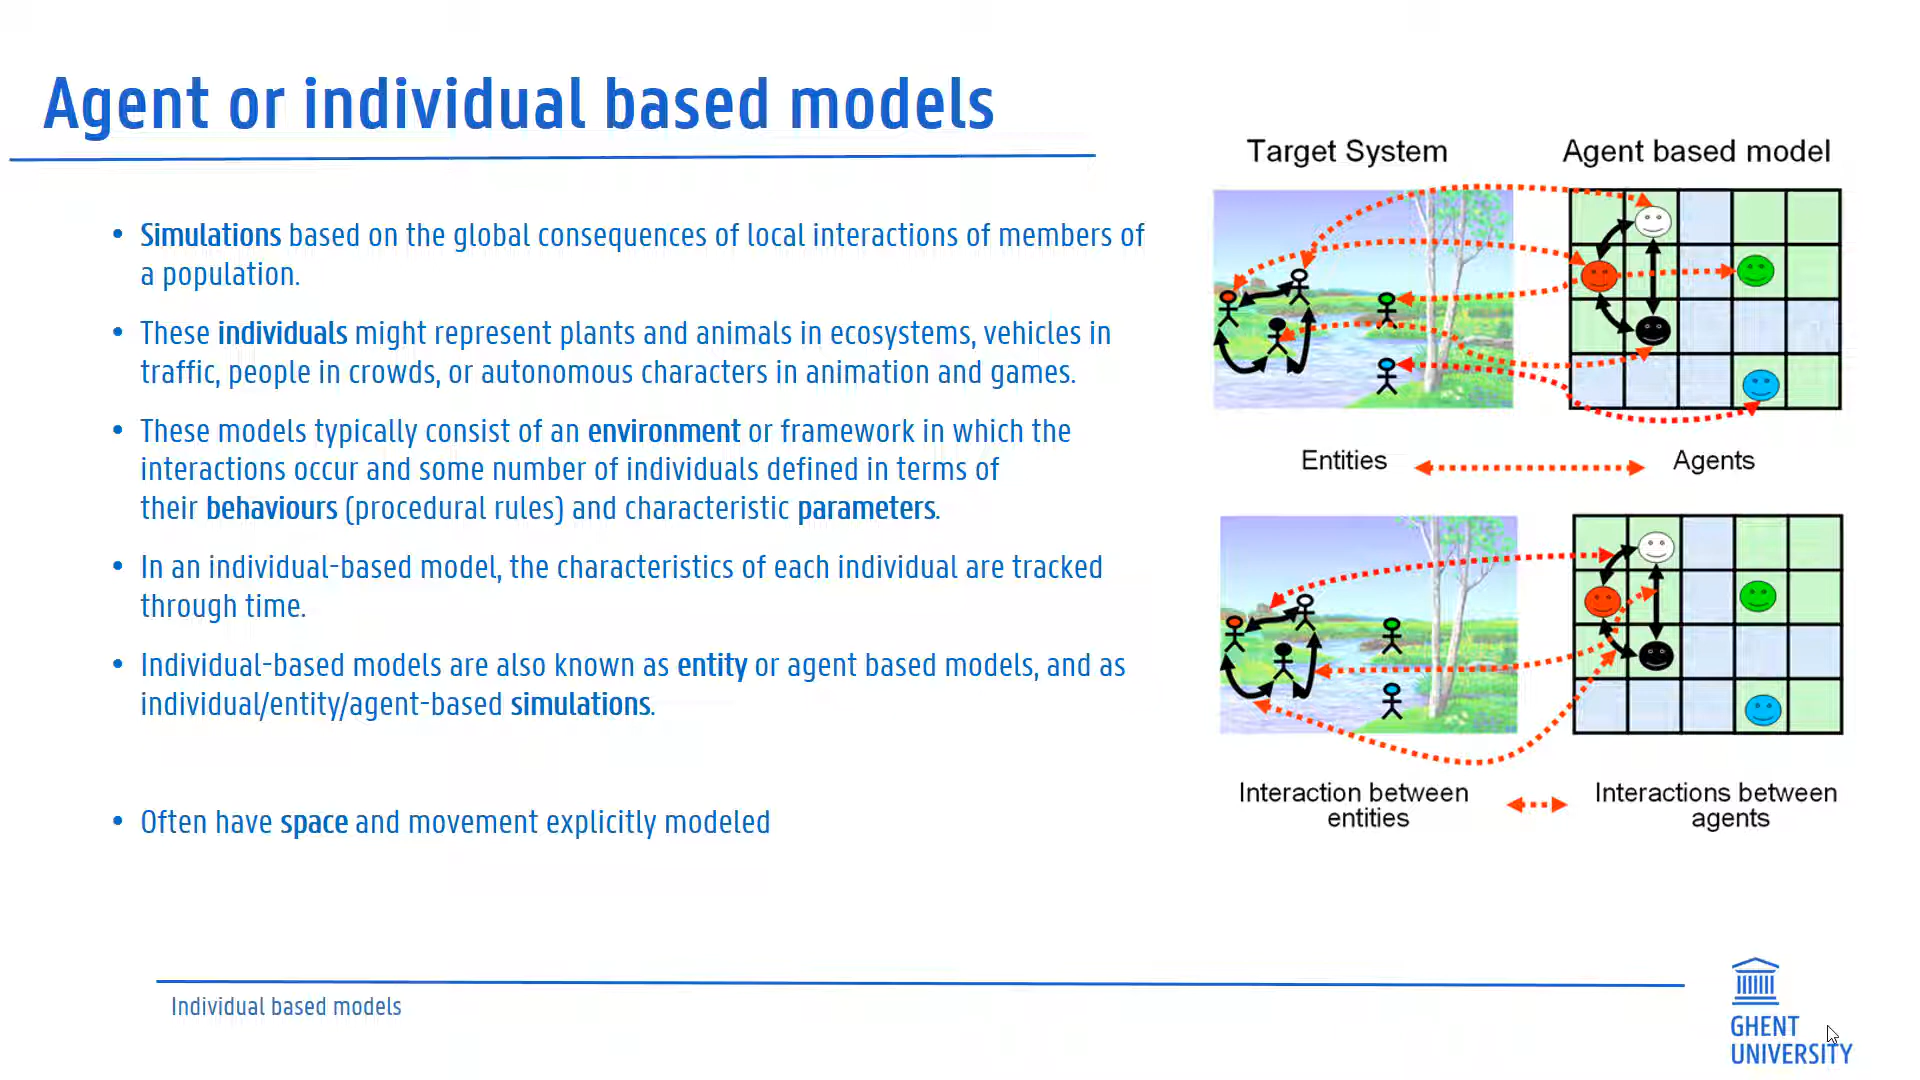 Agent or individual based models
• Simulations based on the global consequences of local interactions of members of
a population.
• These individuals might represent plants and animals in ecosystems, vehicles in
traffic, people in crowds, or autonomous characters in animation and games.
• These models typically consist of an environment or framework in which the
interactions occur and some number of individuals defined in terms of
their behaviours (procedural rules) and characteristic parameters.
• In an individual-based model, the characteristics of each individual are tracked
through time.
• Individual-based models are also known as entity or agent based models, and as
individual/entity/agent-based simulations.
• Often have space and movement explicitly modeled
Target System
Agent based model
Entities
Agents
Interaction between
entities
Interactions between
agents
Individual based models
GHENT
UNIVERSITY